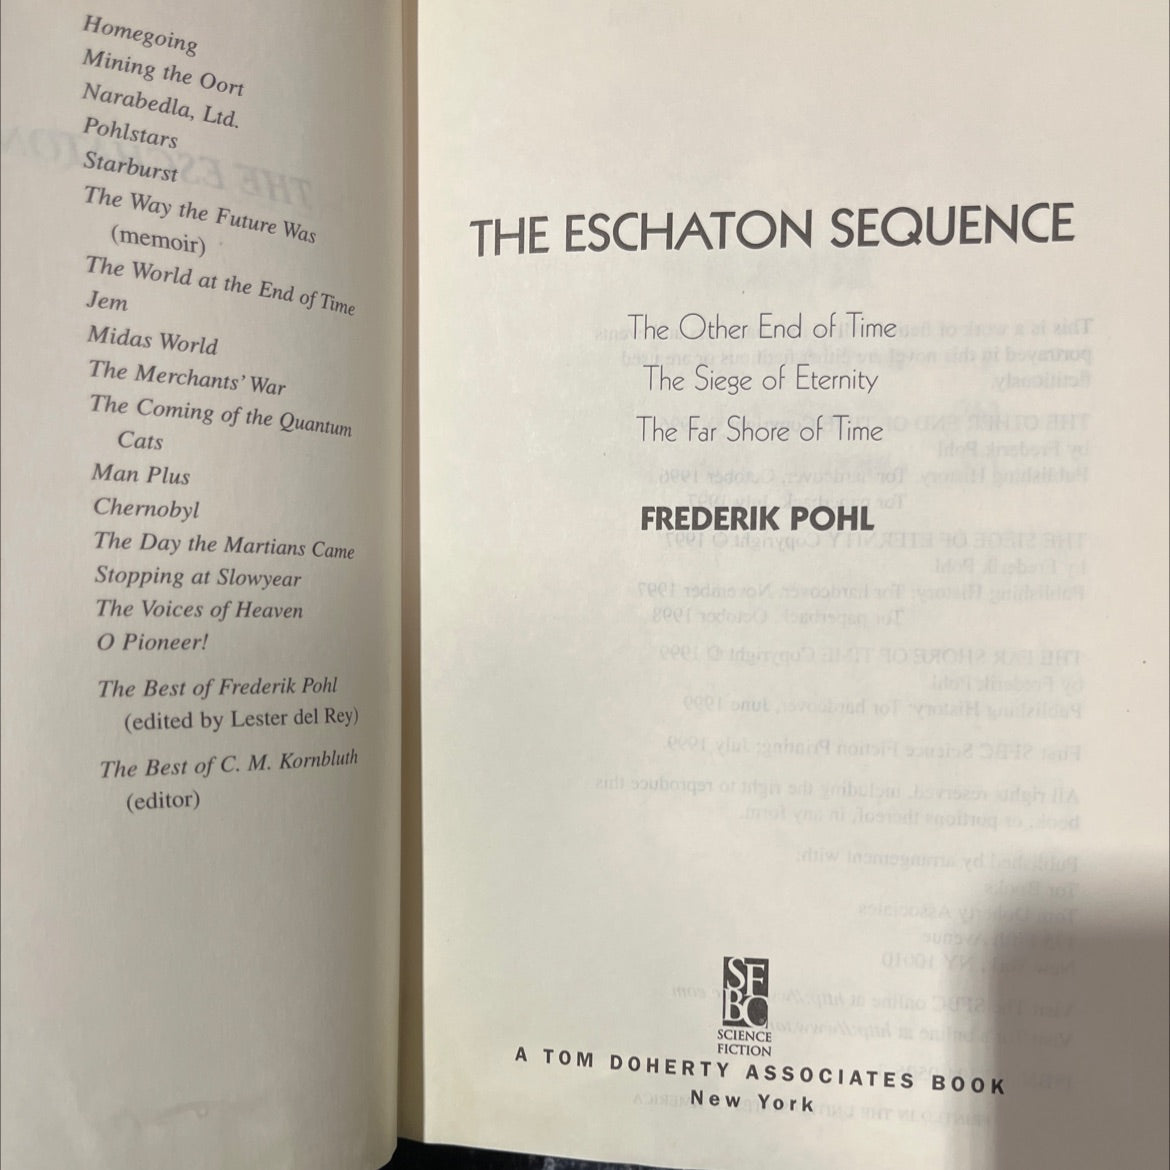 Homegoing
Mining the Oort
Narabedla, Ltd.
Pohlstars
Starburst
The Way the Future Was
(memoir)
The World at the End of Time
Jem
Midas World
The Merchants' War
The Coming of the Quantum
Cats
Man Plus
Chernobyl
The Day the Martians Came
Stopping at Slowyear
The Voices of Heaven
O Pioneer!
The Best of Frederik Pohl
(edited by Lester del Rey)
The Best of C. M. Kornbluth
(editor)
THE ESCHATON SEQUENCE
The Other End of Time
The Siege of Eternity
The Far Shore of Time
FREDERIK POHL
SF
BC
SCIENCE
FICTION
A TOM DOHERTY ASSOCIATES BOOK
New York